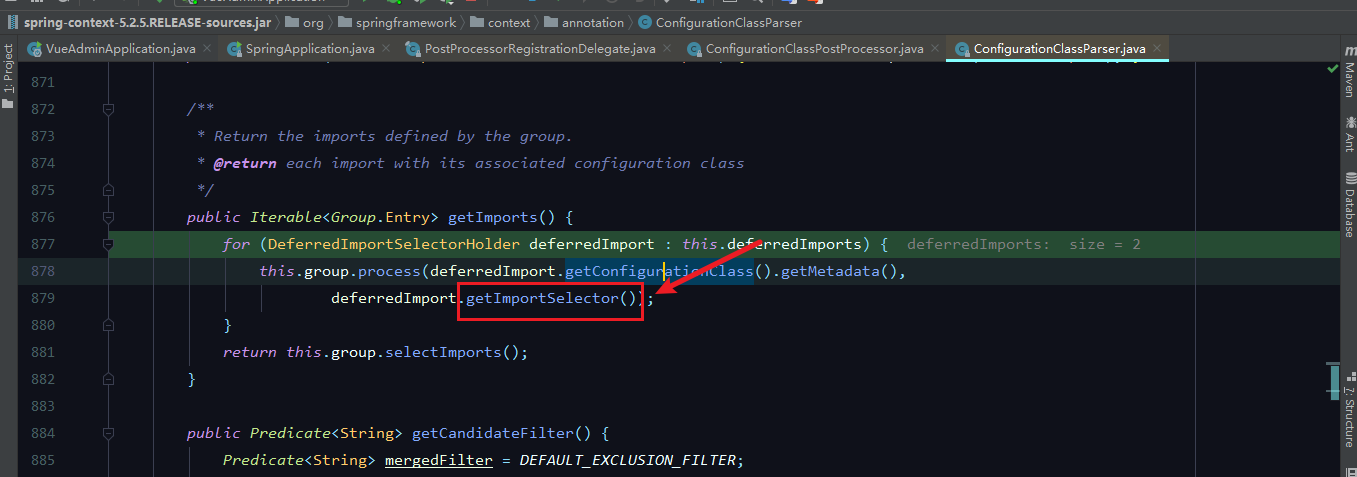 VueAdminApplication
spring-context-5.2.5.RELEASE-sources.jar org springframework context annotation ConfigurationClassParser
VueAdminApplication.java SpringApplication.java PostProcessorRegistrationDelegate.java ConfigurationClassPostProcessor.java ConfigurationClassParser.java
1: Project
871
872 /**
873 * Return the imports defined by the group.
874 * @return each import with its associated configuration class
875 */
876 public Iterable<Group.Entry> getImports() {
877 for (DeferredImportSelectorHolder deferredImport : this.deferredImports) { deferredImports: size = 2
878 this.group.process(deferredImport.getConfigurationClass().getMetadata(),
879 deferredImport.getImportSelector());
880 }
881 return this.group.selectImports();
882 }
883
884 public Predicate<String> getCandidateFilter() {
885 Predicate<String> mergedFilter = DEFAULT_EXCLUSION_FILTER;
Maven
Ant
Database
7: Structure